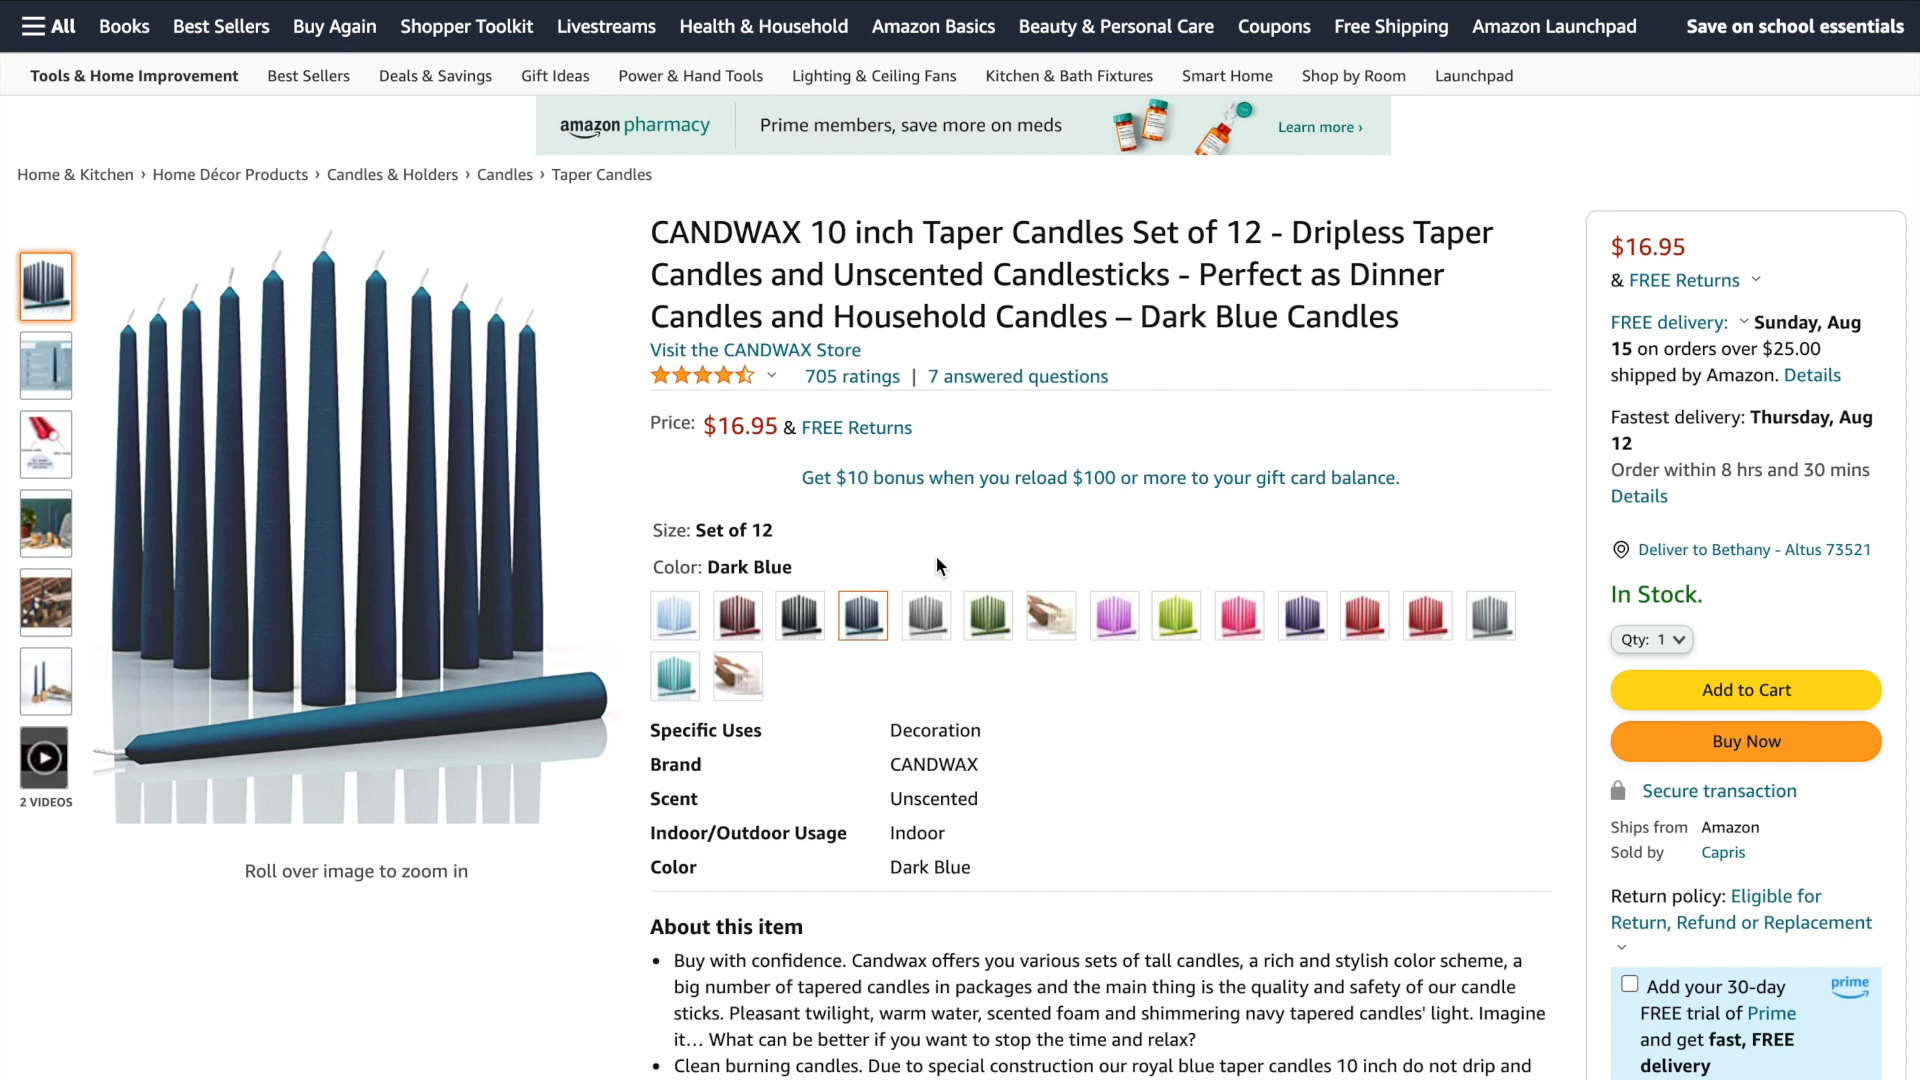 All Books Best Sellers Buy Again Shopper Toolkit Livestreams Health & Household Amazon Basics Beauty & Personal Care Coupons Free Shipping Amazon Launchpad Save on school essentials
Tools & Home Improvement Best Sellers Deals & Savings Gift Ideas Power & Hand Tools Lighting & Ceiling Fans Kitchen & Bath Fixtures Smart Home Shop by Room Launchpad
amazon pharmacy Prime members, save more on meds Learn more ›
Home & Kitchen › Home Décor Products › Candles & Holders › Candles › Taper Candles
2 VIDEOS
Roll over image to zoom in
CANDWAX 10 inch Taper Candles Set of 12 - Dripless Taper
Candles and Unscented Candlesticks - Perfect as Dinner
Candles and Household Candles – Dark Blue Candles
Visit the CANDWAX Store
705 ratings | 7 answered questions
Price: $16.95 & FREE Returns
Get $10 bonus when you reload $100 or more to your gift card balance.
Size: Set of 12
Color: Dark Blue
Specific Uses Decoration
Brand CANDWAX
Scent Unscented
Indoor/Outdoor Usage Indoor
Color Dark Blue
About this item
• Buy with confidence. Candwax offers you various sets of tall candles, a rich and stylish color scheme, a
big number of tapered candles in packages and the main thing is the quality and safety of our candle
sticks. Pleasant twilight, warm water, scented foam and shimmering navy tapered candles' light. Imagine
it… What can be better if you want to stop the time and relax?
• Clean burning candles. Due to special construction our royal blue taper candles 10 inch do not drip and
$16.95
& FREE Returns
FREE delivery: Sunday, Aug
15 on orders over $25.00
shipped by Amazon. Details
Fastest delivery: Thursday, Aug
12
Order within 8 hrs and 30 mins
Details
Deliver to Bethany - Altus 73521
In Stock.
Qty: 1
Add to Cart
Buy Now
Secure transaction
Ships from Amazon
Sold by Capris
Return policy: Eligible for
Return, Refund or Replacement
Add your 30-day prime
FREE trial of Prime
and get fast, FREE
delivery